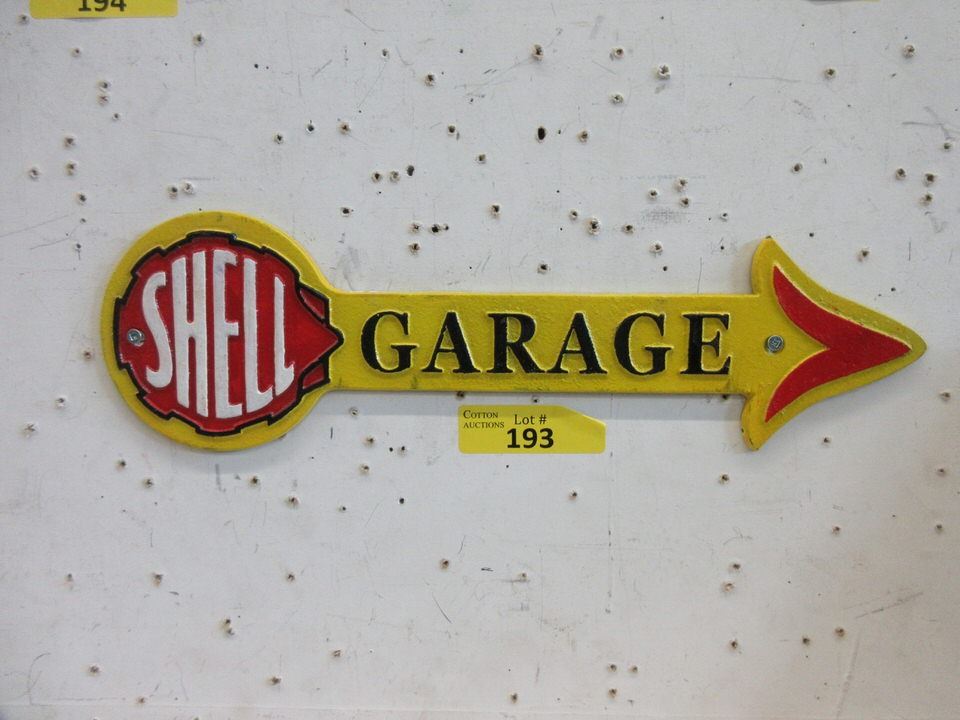 194
SHELL GARAGE
COTTON
AUCTIONS
Lot #
193